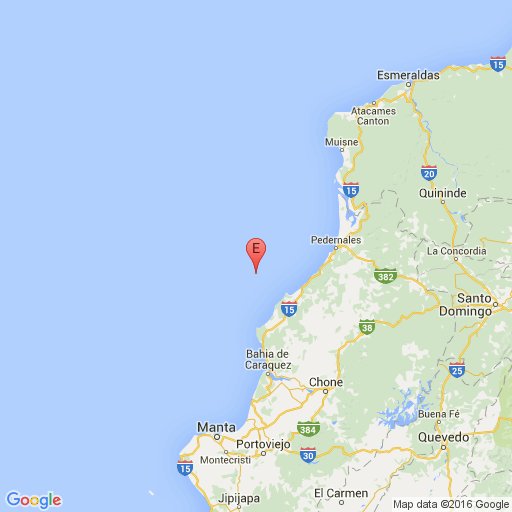 15
Esmeraldas
Atacames
Canton
Muisne
20
15
Quininde
Pedernales
E
La Concordia
382
Santo
Domingo
15
38
Bahia de
Caraquez
25
Chone
Buena Fé
Manta
384
Quevedo
Portoviejo
30
Montecristi
15
Jipijapa
El Carmen
Google
Map data ©2016 Google